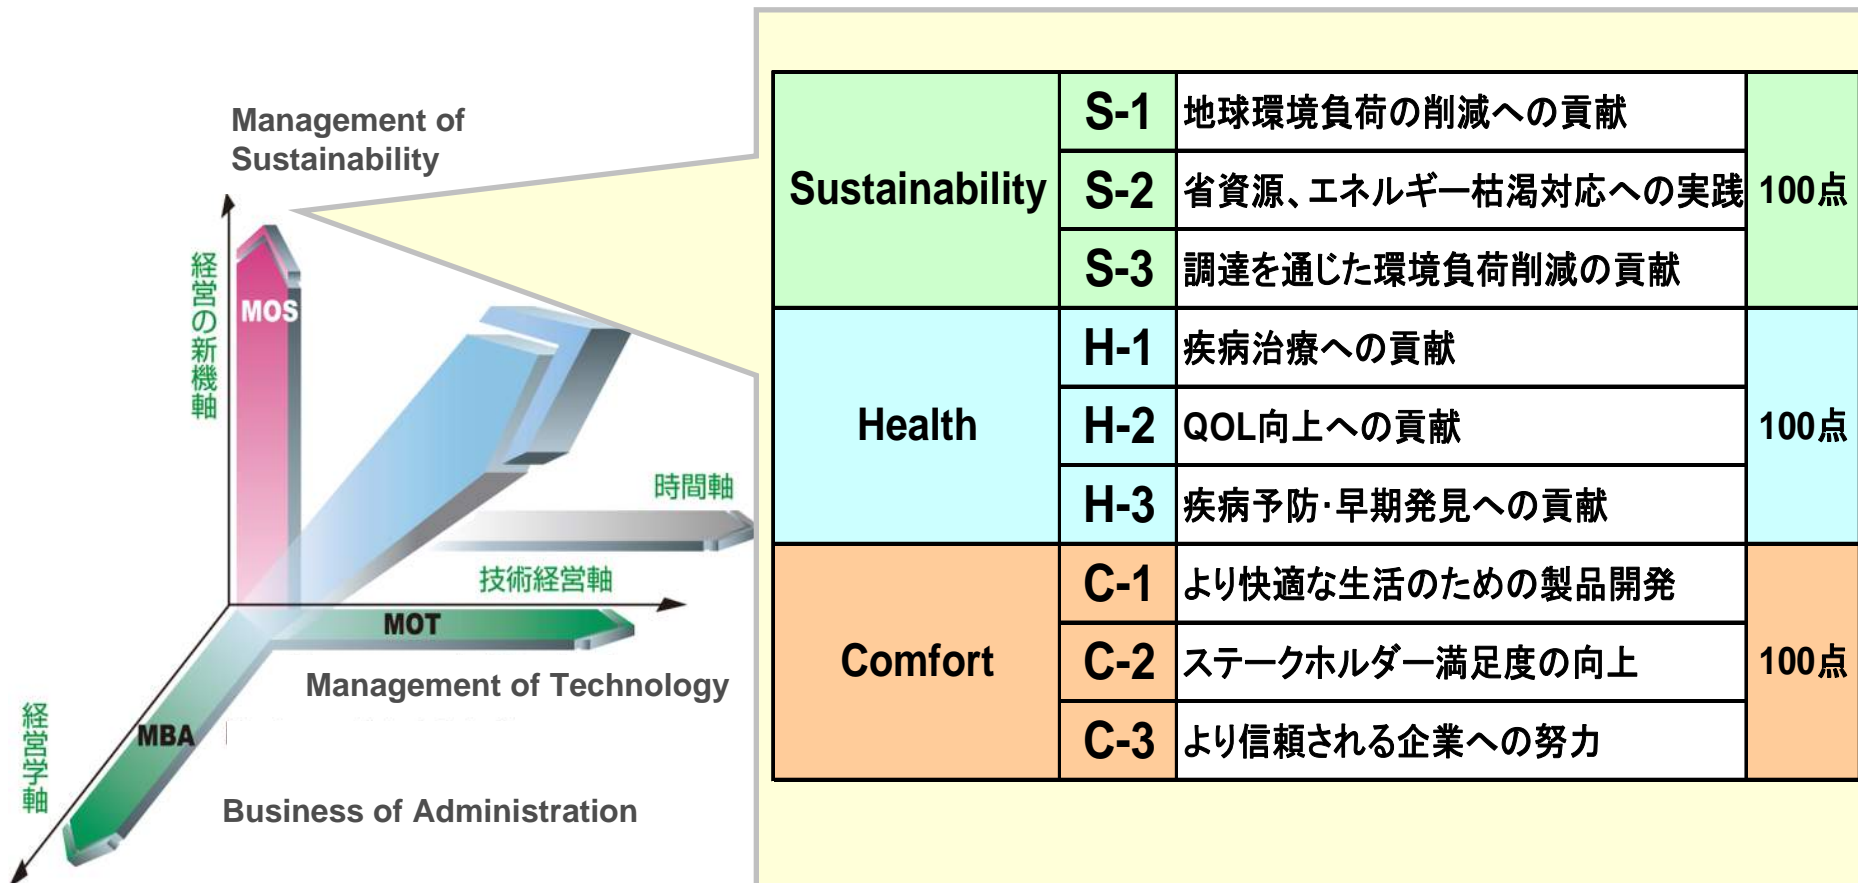 Management of
Sustainability
経営の新機軸
MOS
時間軸
技術経営軸
MOT
Management of Technology
経営学軸
MBA
Business of Administration
Sustainability
S-1 地球環境負荷の削減への貢献
S-2 省資源、エネルギー枯渇対応への実践
S-3 調達を通じた環境負荷削減の貢献
100点
Health
H-1 疾病治療への貢献
H-2 QOL向上への貢献
H-3 疾病予防・早期発見への貢献
100点
Comfort
C-1 より快適な生活のための製品開発
C-2 ステークホルダー満足度の向上
C-3 より信頼される企業への努力
100点